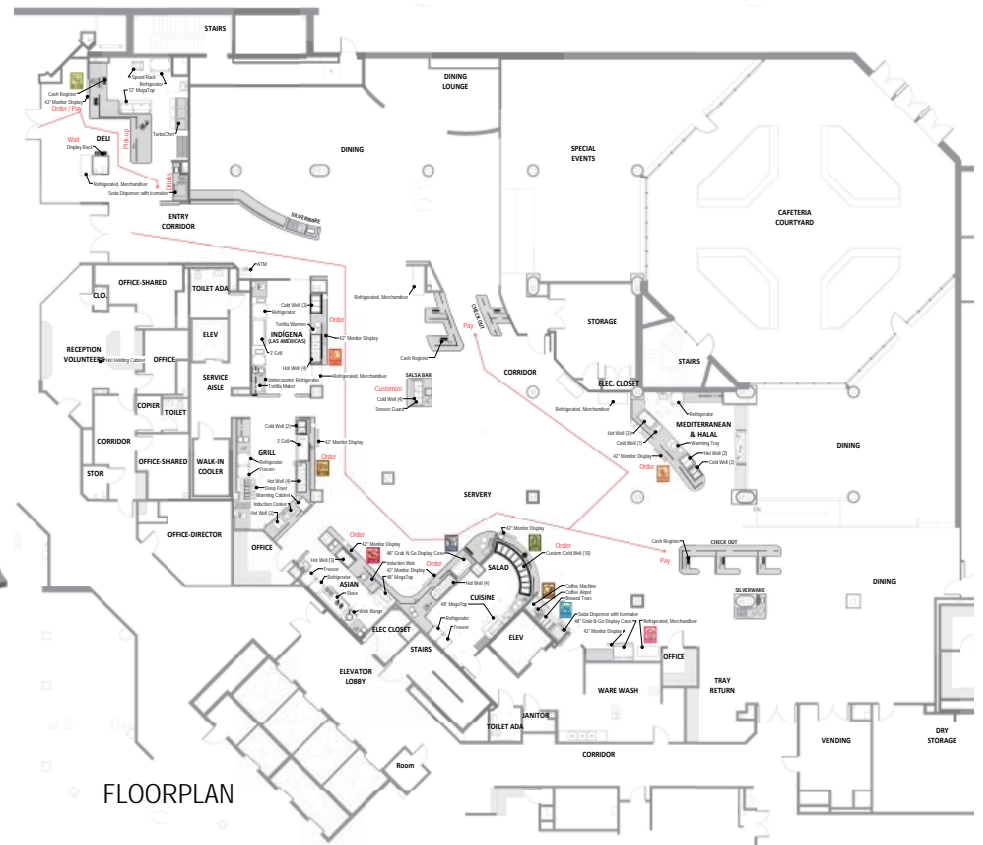 STAIRS
Speed Rack
Refrigerator
72" MegaTop
Cash Register
42" Monitor Display
Order / Pay
Pick-up
TurboChef
Wait
DELI
Display Rack
Refrigerated, Merchandiser
Drinks
Soda Dispenser with Icemaker
DINING
DINING
LOUNGE
SPECIAL
EVENTS
CAFETERIA
COURTYARD
ENTRY
CORRIDOR
SILVERWARE
ATM
OFFICE-SHARED
TOILET ADA
CLO.
ELEV
RECEPTION
VOLUNTEERS
Hot Holding Cabinet
OFFICE
SERVICE
AISLE
COPIER
TOILET
CORRIDOR
OFFICE-SHARED
WALK-IN
COOLER
STOR
OFFICE-DIRECTOR
OFFICE
Cold Well (3)
Refrigerator
Order
Tortilla Warmer
INDÍGENA
(LAS AMÉRICAS)
42" Monitor Display
2' Grill
Hot Well (4)
Refrigerated, Merchandiser
Undercounter Refrigerator
Tortilla Maker
Refrigerated, Merchandiser
CHECK OUT
Pay
Cash Register
SALSA BAR
Customize
Cold Well (4)
Sneeze Guard
CORRIDOR
STORAGE
STAIRS
ELEC. CLOSET
Refrigerated, Merchandiser
Refrigerator
MEDITERRANEAN
& HALAL
Hot Well (2)
Cold Well (1)
Warming Tray
42" Monitor Display
Hot Well (2)
Cold Well (2)
Order
DINING
Cold Well (2)
2' Grill
42" Monitor Display
GRILL
Order
Refrigerator
Freezer
Hot Well (4)
Deep Fryer
Warming Cabinet
Induction Cooker
Hot Well (2)
SERVERY
Order
42" Monitor Display
48" Grab-N-Go Display Case
Hot Well (3)
Induction Wok
42" Monitor Display
Order
48" MegaTop
Freezer
Refrigerator
ASIAN
Stove
Wok Range
42" Monitor Display
Order
Custom Cold Well (10)
SALAD
Hot Well (4)
CUISINE
48" MegaTop
Coffee Machine
Coffee Airpot
Brewed Teas
Soda Dispenser with Icemaker
48" Grab-N-Go Display Case
Refrigerated, Merchandiser
42" Monitor Display
Refrigerator
Freezer
ELEV
Cash Register
CHECK OUT
Pay
SILVERWARE
DINING
ELEC CLOSET
STAIRS
ELEVATOR
LOBBY
OFFICE
WARE WASH
TRAY
RETURN
TOILET ADA
JANITOR
CORRIDOR
VENDING
DRY
STORAGE
Room
FLOORPLAN